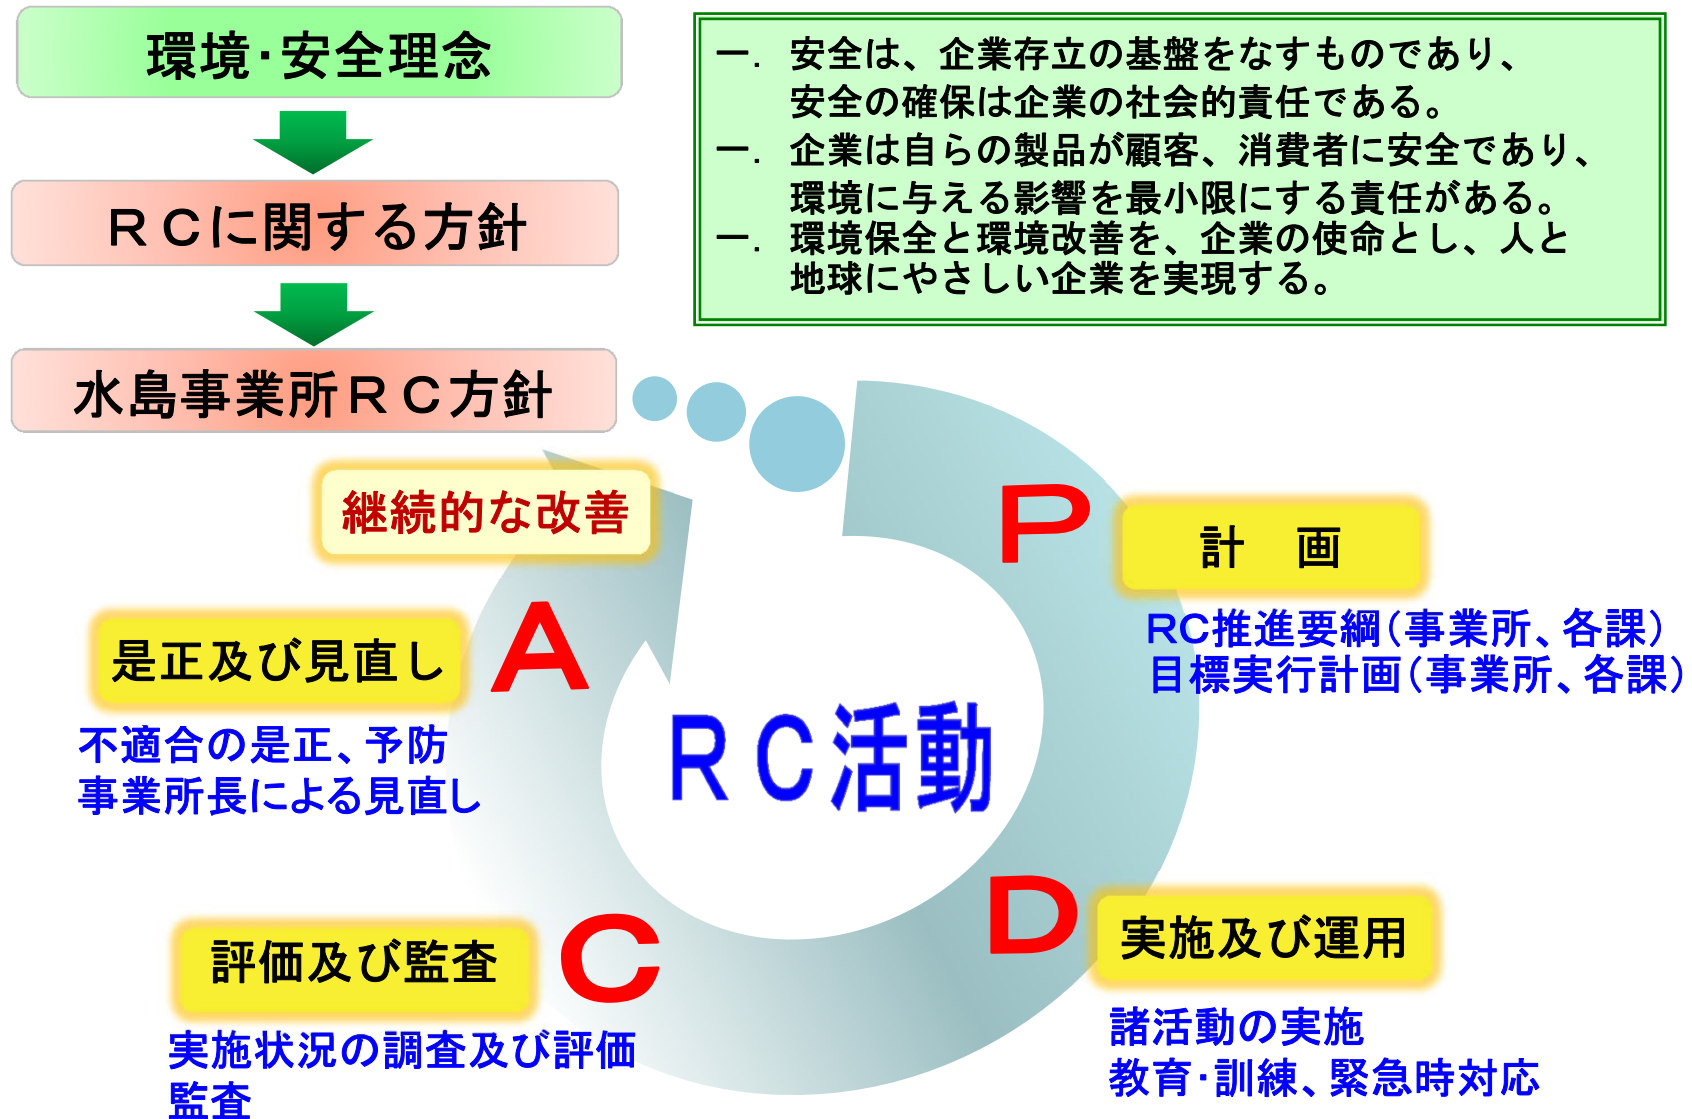 環境・安全理念
RCに関する方針
水島事業所RC方針
一. 安全は、企業存立の基盤をなすものであり、
安全の確保は企業の社会的責任である。
一. 企業は自らの製品が顧客、消費者に安全であり、
環境に与える影響を最小限にする責任がある。
一. 環境保全と環境改善を、企業の使命とし、人と
地球にやさしい企業を実現する。
継続的な改善
P
計 画
RC推進要綱(事業所、各課)
目標実行計画(事業所、各課)
A
是正及び見直し
不適合の是正、予防
事業所長による見直し
RC活動
D
実施及び運用
諸活動の実施
教育・訓練、緊急時対応
C
評価及び監査
実施状況の調査及び評価
監査